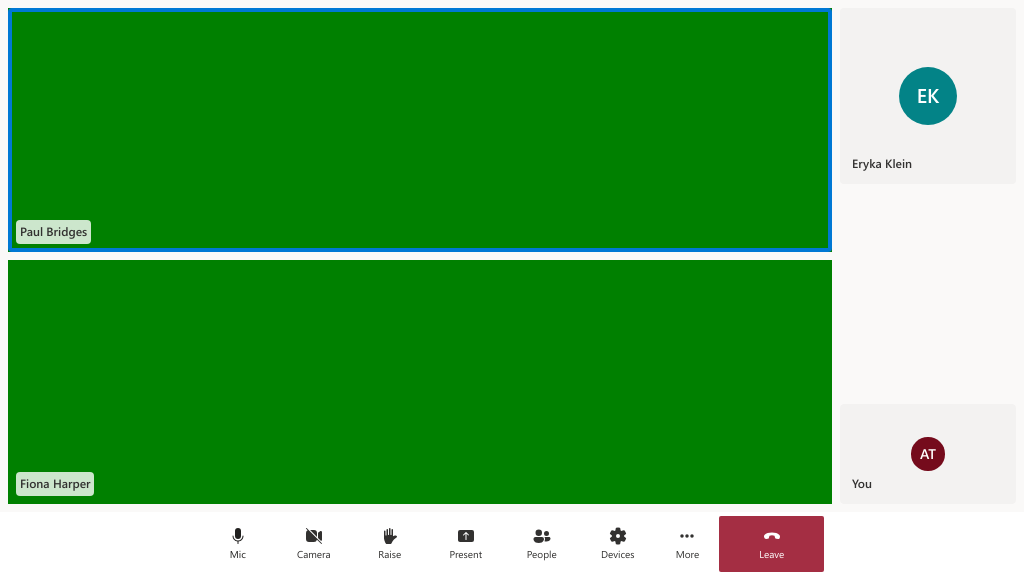 EK
Eryka Klein
Paul Bridges
Fiona Harper
AT
You
Mic
Camera
Raise
Present
People
Devices
More
Leave